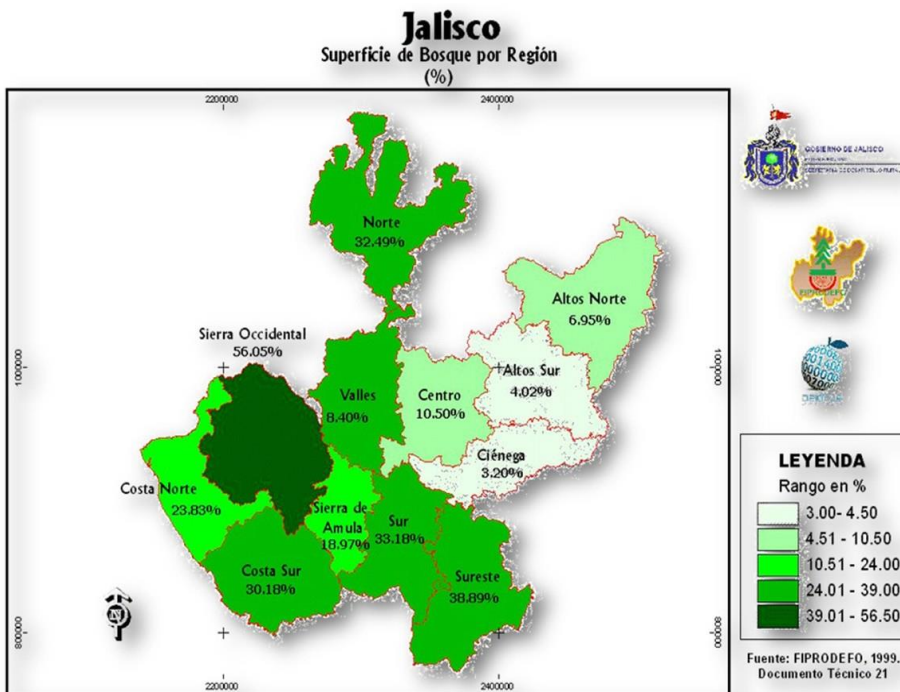 Jalisco
Superficie de Bosque por Región
(%)
2200000
2400000
GOBIERNO DE JALISCO
Norte
32.49%
FIPRODEFO
Altos Norte
6.95%
Sierra Occidental
56.05%
1000000
1000000
Valles
8.40%
Centro
10.50%
Altos Sur
4.02%
Ciénega
3.20%
Costa Norte
23.83%
Sierra de
Amula
18.97%
Sur
33.18%
Costa Sur
30.18%
Sureste
38.89%
N
800000
800000
2200000
2400000
LEYENDA
Rango en %
3.00- 4.50
4.51 - 10.50
10.51 - 24.00
24.01 - 39.00
39.01 - 56.50
Fuente: FIPRODEFO, 1999.
Documento Técnico 21